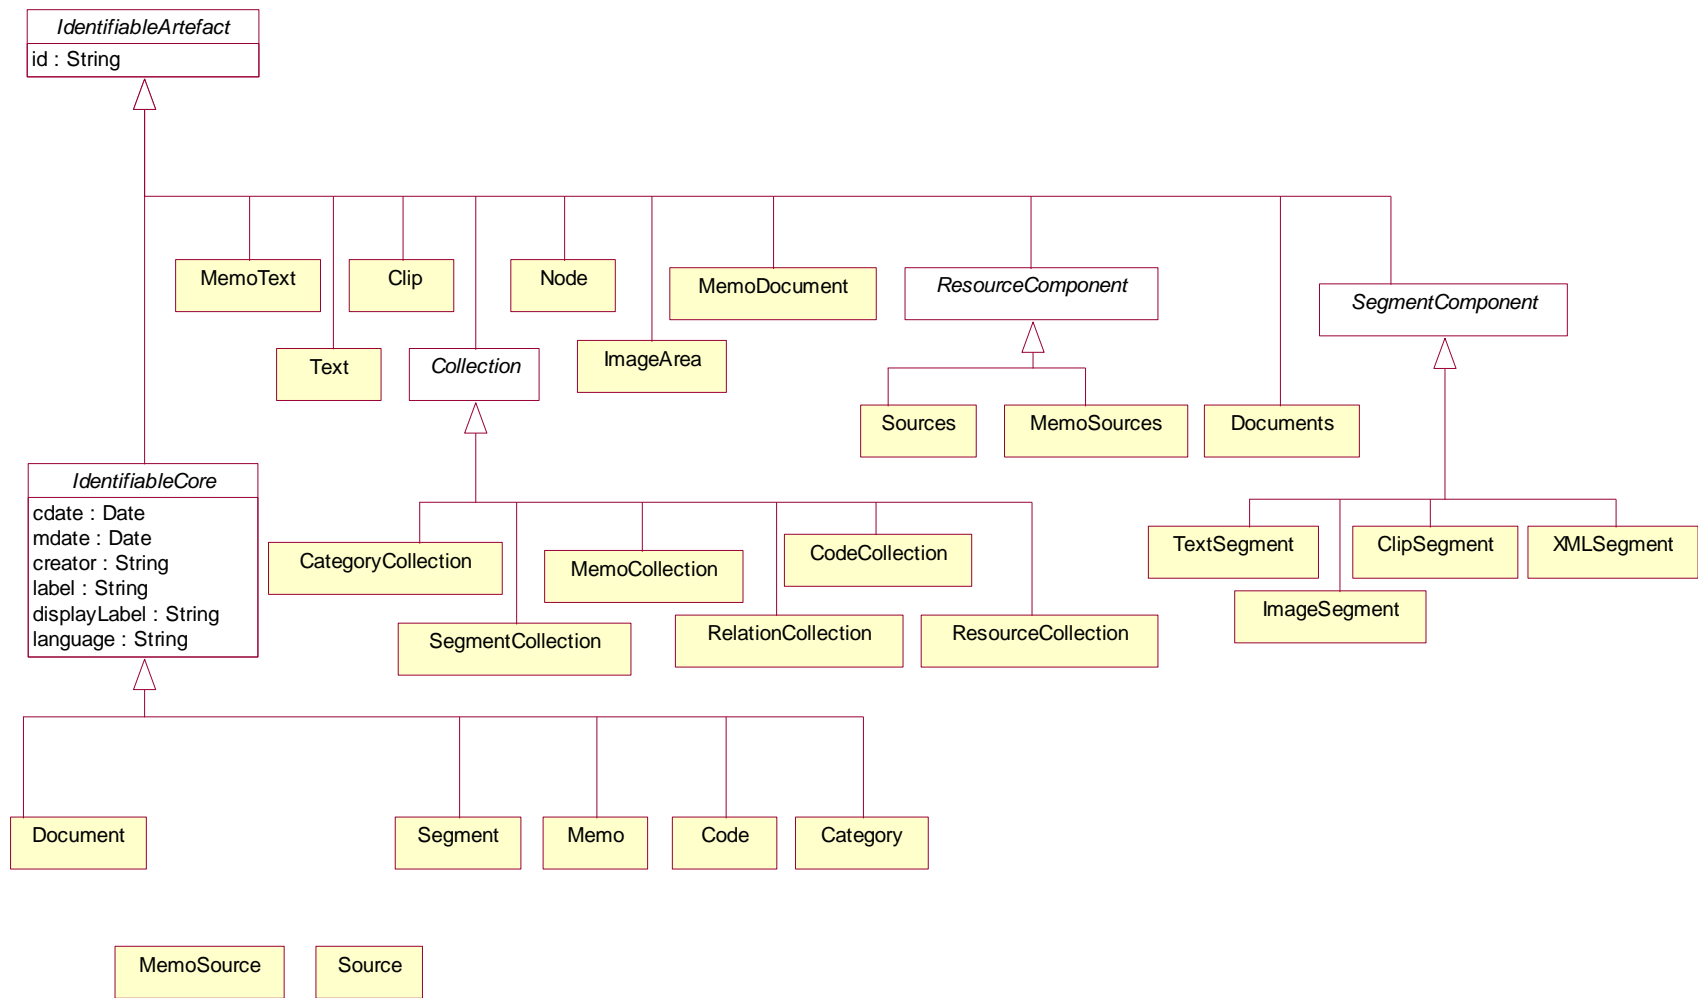 IdentifiableArtefact
id : String
MemoText
Clip
Node
MemoDocument
ResourceComponent
SegmentComponent
Text
Collection
ImageArea
Sources
MemoSources
Documents
IdentifiableCore
cdate : Date
mdate : Date
creator : String
label : String
displayLabel : String
language : String
CategoryCollection
MemoCollection
CodeCollection
TextSegment
ClipSegment
XMLSegment
SegmentCollection
RelationCollection
ResourceCollection
ImageSegment
Document
Segment
Memo
Code
Category
MemoSource
Source